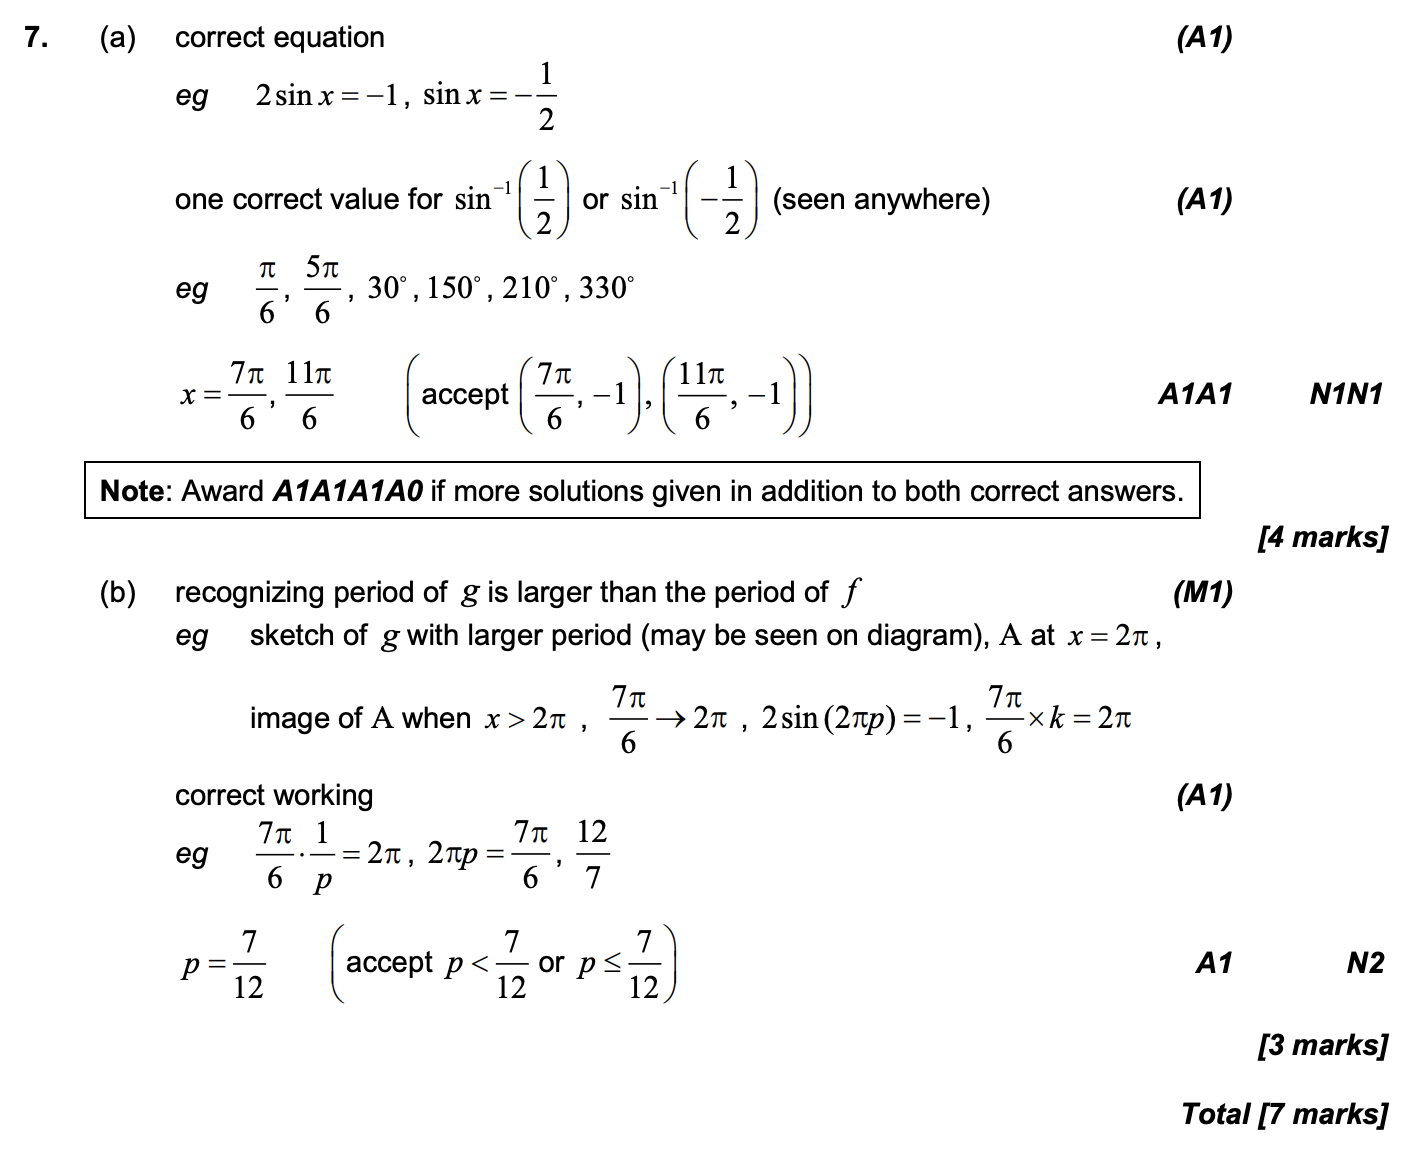 7. (a) correct equation (A1)
eg 2 sin x = −1, sin x = −1/2
one correct value for sin⁻¹(1/2) or sin⁻¹(−1/2) (seen anywhere) (A1)
eg π/6, 5π/6, 30°, 150°, 210°, 330°
x = 7π/6, 11π/6 (accept (7π/6, −1), (11π/6, −1)) A1A1 N1N1
Note: Award A1A1A1A0 if more solutions given in addition to both correct answers.
[4 marks]
(b) recognizing period of g is larger than the period of f (M1)
eg sketch of g with larger period (may be seen on diagram), A at x = 2π,
image of A when x > 2π, 7π/6 → 2π, 2 sin (2πp) = −1, 7π/6 × k = 2π
correct working (A1)
eg 7π/6 · 1/p = 2π, 2πp = 7π/6, 12/7
p = 7/12 (accept p < 7/12 or p ≤ 7/12) A1 N2
[3 marks]
Total [7 marks]